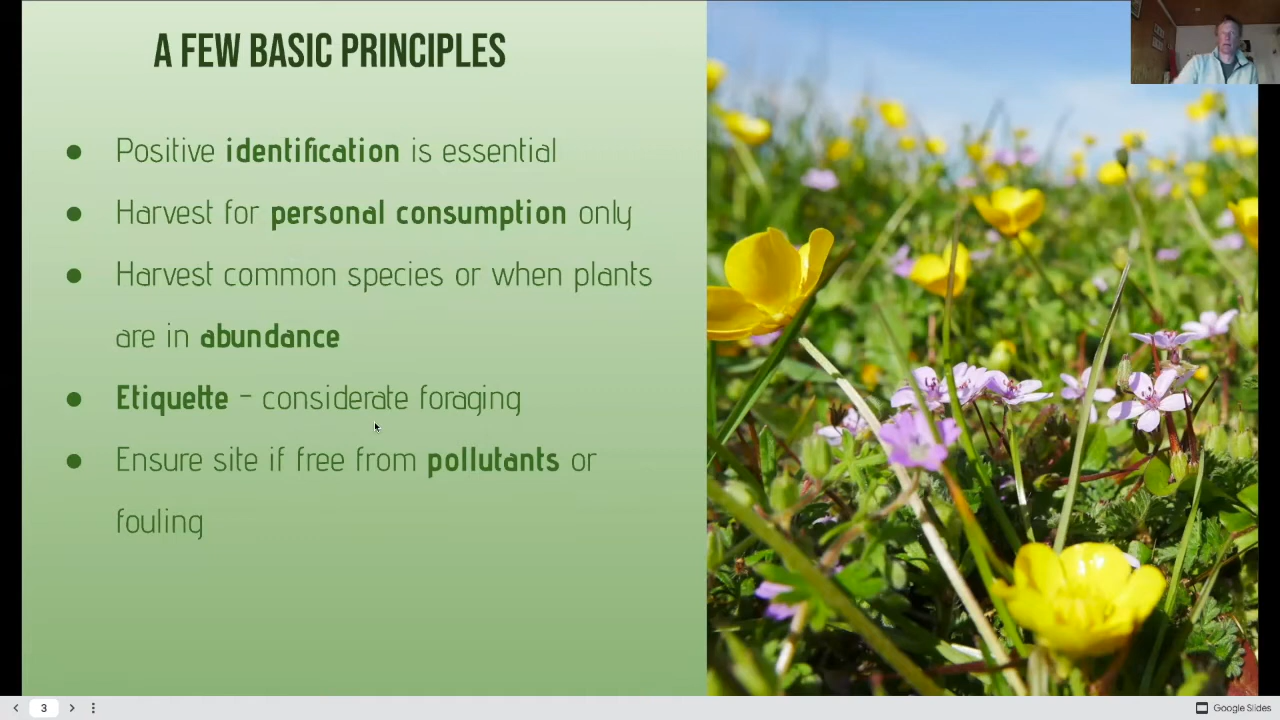 A FEW BASIC PRINCIPLES
● Positive identification is essential
● Harvest for personal consumption only
● Harvest common species or when plants
are in abundance
● Etiquette - considerate foraging
● Ensure site if free from pollutants or
fouling
3
Google Slides